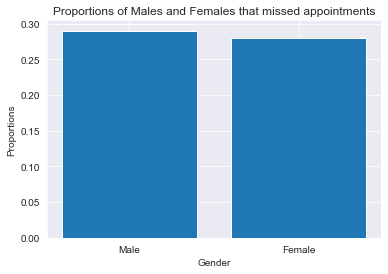 Proportions of Males and Females that missed appointments
0.30
0.25
0.20
0.15
0.10
0.05
0.00
Proportions
Male Female
Gender